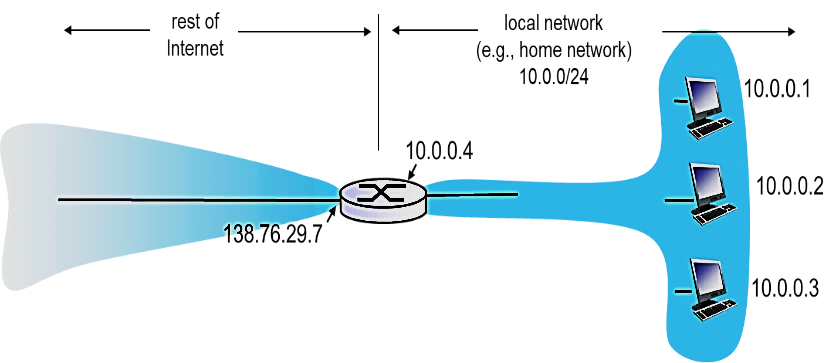 rest of
Internet
local network
(e.g., home network)
10.0.0/24
10.0.0.1
10.0.0.4
10.0.0.2
138.76.29.7
10.0.0.3